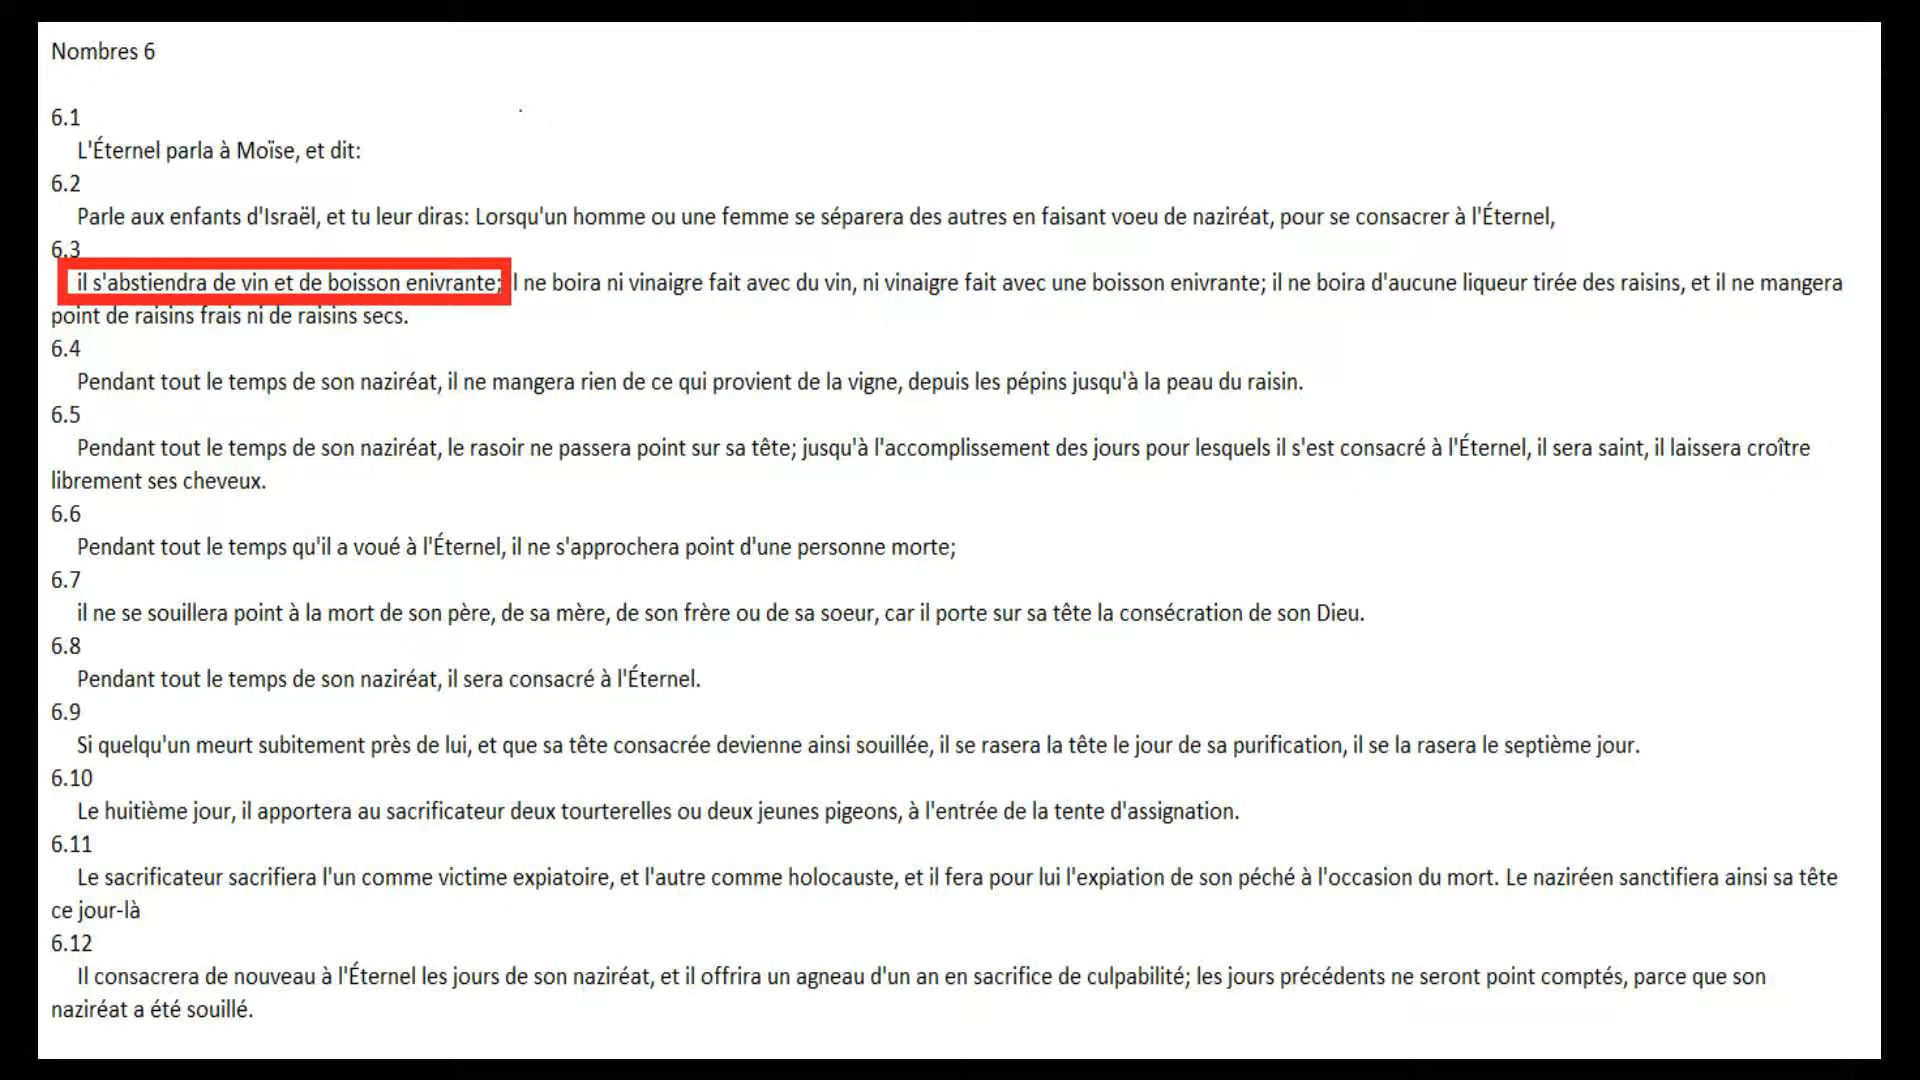 Nombres 6
6.1
L'Éternel parla à Moïse, et dit:
6.2
Parle aux enfants d'Israël, et tu leur diras: Lorsqu'un homme ou une femme se séparera des autres en faisant voeu de naziréat, pour se consacrer à l'Éternel,
6.3
il s'abstiendra de vin et de boisson enivrante; l ne boira ni vinaigre fait avec du vin, ni vinaigre fait avec une boisson enivrante; il ne boira d'aucune liqueur tirée des raisins, et il ne mangera
point de raisins frais ni de raisins secs.
6.4
Pendant tout le temps de son naziréat, il ne mangera rien de ce qui provient de la vigne, depuis les pépins jusqu'à la peau du raisin.
6.5
Pendant tout le temps de son naziréat, le rasoir ne passera point sur sa tête; jusqu'à l'accomplissement des jours pour lesquels il s'est consacré à l'Éternel, il sera saint, il laissera croître
librement ses cheveux.
6.6
Pendant tout le temps qu'il a voué à l'Éternel, il ne s'approchera point d'une personne morte;
6.7
il ne se souillera point à la mort de son père, de sa mère, de son frère ou de sa soeur, car il porte sur sa tête la consécration de son Dieu.
6.8
Pendant tout le temps de son naziréat, il sera consacré à l'Éternel.
6.9
Si quelqu'un meurt subitement près de lui, et que sa tête consacrée devienne ainsi souillée, il se rasera la tête le jour de sa purification, il se la rasera le septième jour.
6.10
Le huitième jour, il apportera au sacrificateur deux tourterelles ou deux jeunes pigeons, à l'entrée de la tente d'assignation.
6.11
Le sacrificateur sacrifiera l'un comme victime expiatoire, et l'autre comme holocauste, et il fera pour lui l'expiation de son péché à l'occasion du mort. Le naziréen sanctifiera ainsi sa tête
ce jour-là
6.12
Il consacrera de nouveau à l'Éternel les jours de son naziréat, et il offrira un agneau d'un an en sacrifice de culpabilité; les jours précédents ne seront point comptés, parce que son
naziréat a été souillé.